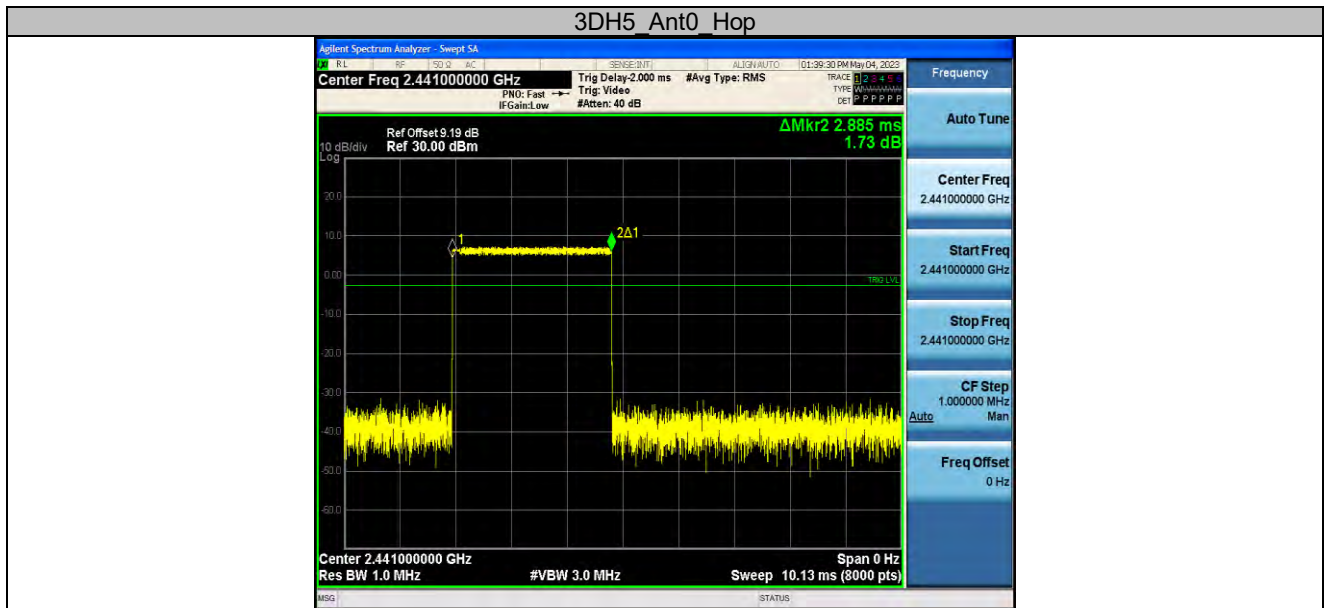 3DH5_Ant0_Hop
Agilent Spectrum Analyzer - Swept SA
RL RF 50 Ω AC SENSE:INT ALIGN AUTO 01:39:30 PM May 04, 2023
Center Freq 2.441000000 GHz
PNO: Fast
IFGain:Low
Trig Delay-2.000 ms
Trig: Video
#Atten: 40 dB
#Avg Type: RMS
TRACE 1 2 3 4 5 6
TYPE W
DET P P P P P P
Frequency
ΔMkr2 2.885 ms
1.73 dB
Ref Offset 9.19 dB
10 dB/div Ref 30.00 dBm
Log
20.0
10.0
0.00
-10.0
-20.0
-30.0
-40.0
-50.0
-60.0
1
2Δ1
TRIG LVL
Center 2.441000000 GHz Span 0 Hz
Res BW 1.0 MHz #VBW 3.0 MHz Sweep 10.13 ms (8000 pts)
MSG STATUS
Auto Tune
Center Freq
2.441000000 GHz
Start Freq
2.441000000 GHz
Stop Freq
2.441000000 GHz
CF Step
1.000000 MHz
Auto Man
Freq Offset
0 Hz